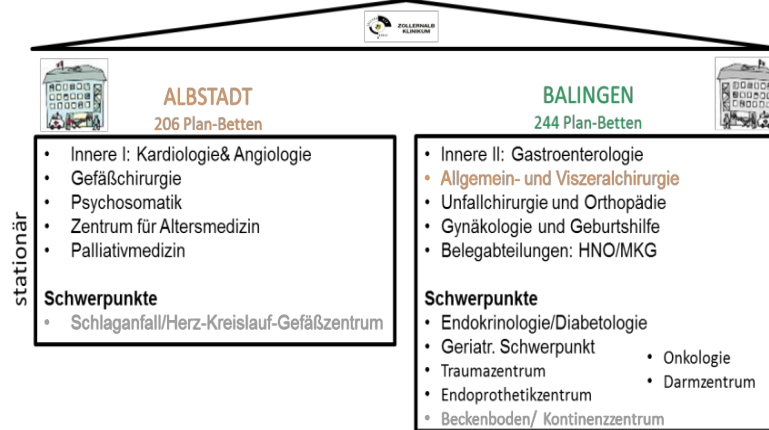 ZOLLERNALB
KLINIKUM
ALBSTADT
206 Plan-Betten
BALINGEN
244 Plan-Betten
stationär
• Innere I: Kardiologie& Angiologie
• Gefäßchirurgie
• Psychosomatik
• Zentrum für Altersmedizin
• Palliativmedizin
Schwerpunkte
• Schlaganfall/Herz-Kreislauf-Gefäßzentrum
• Innere II: Gastroenterologie
• Allgemein- und Viszeralchirurgie
• Unfallchirurgie und Orthopädie
• Gynäkologie und Geburtshilfe
• Belegabteilungen: HNO/MKG
Schwerpunkte
• Endokrinologie/Diabetologie
• Geriatr. Schwerpunkt
• Traumazentrum
• Endoprothetikzentrum
• Beckenboden/ Kontinenzzentrum
• Onkologie
• Darmzentrum